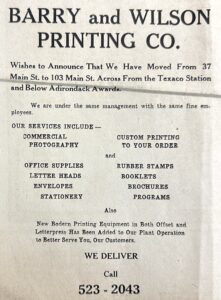 BARRY and WILSON
PRINTING CO.
Wishes to Announce That We Have Moved From 37
Main St. to 103 Main St. Across From the Texaco Station
and Below Adirondack Awards.
We are under the same management with the same fine em-
ployees.
OUR SERVICES INCLUDE—
COMMERCIAL CUSTOM PRINTING
PHOTOGRAPHY TO YOUR ORDER
and
OFFICE SUPPLIES RUBBER STAMPS
LETTER HEADS BOOKLETS
ENVELOPES BROCHURES
STATIONERY PROGRAMS
Also
New Modern Printing Equipment in Both Offset and
Letterpress Has Been Added to Our Plant Operation
to Better Serve You, Our Customers.
WE DELIVER
Call
523 - 2043